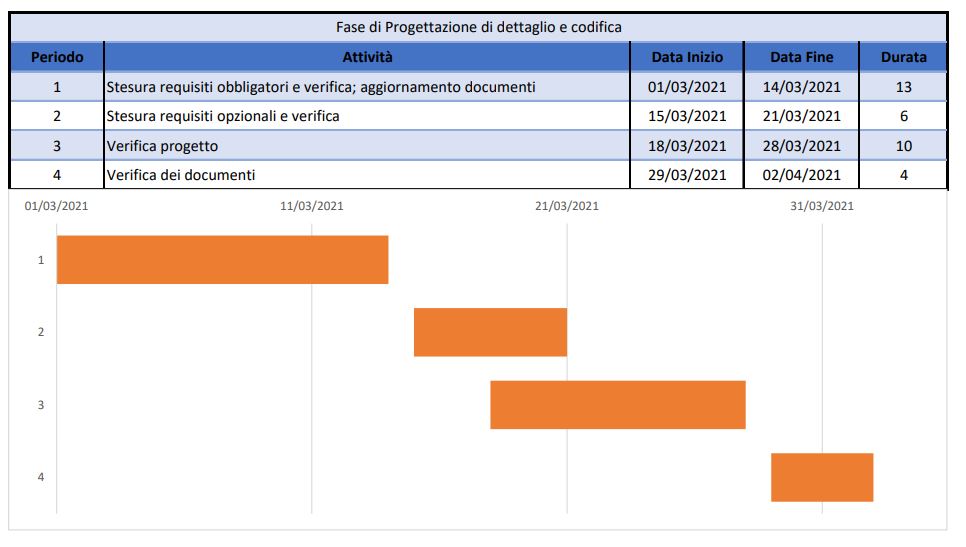 Fase di Progettazione di dettaglio e codifica
Periodo Attività Data Inizio Data Fine Durata
1 Stesura requisiti obbligatori e verifica; aggiornamento documenti 01/03/2021 14/03/2021 13
2 Stesura requisiti opzionali e verifica 15/03/2021 21/03/2021 6
3 Verifica progetto 18/03/2021 28/03/2021 10
4 Verifica dei documenti 29/03/2021 02/04/2021 4
01/03/2021 11/03/2021 21/03/2021 31/03/2021
1
2
3
4